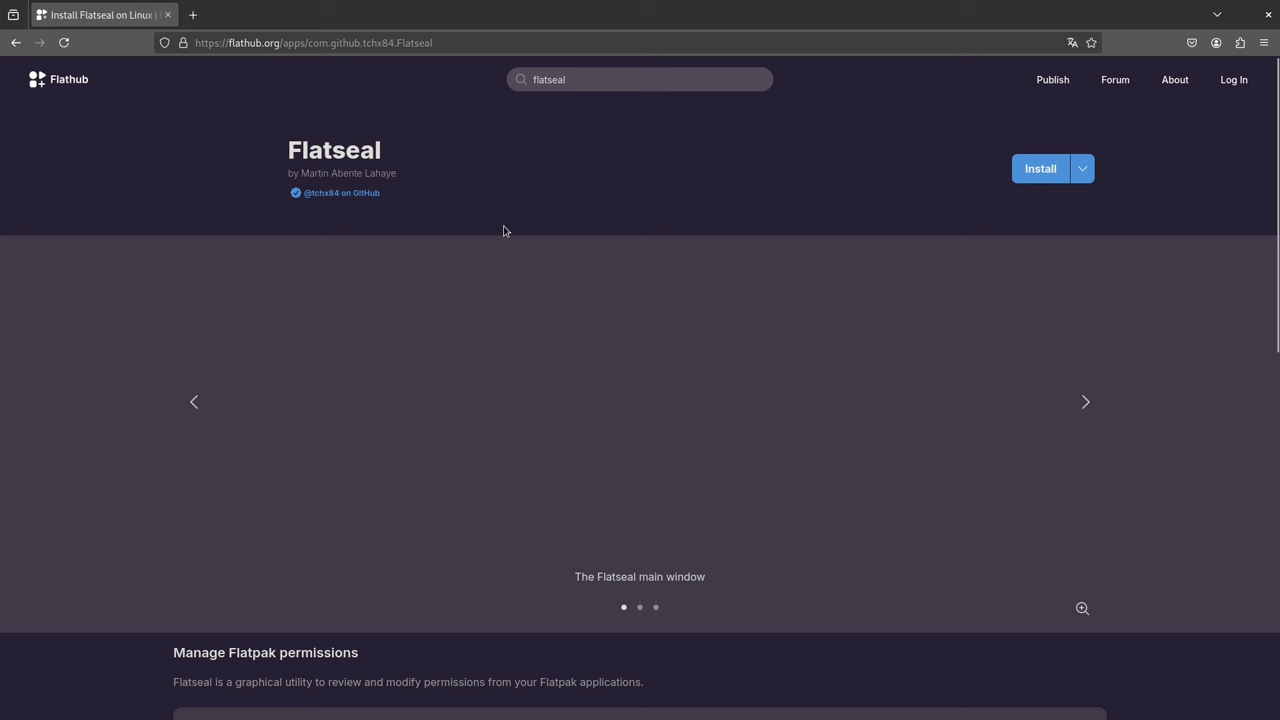 Install Flatseal on Linux |
https://flathub.org/apps/com.github.tchx84.Flatseal
Flathub
flatseal
Publish
Forum
About
Log In
Flatseal
by Martin Abente Lahaye
@tchx84 on GitHub
Install
The Flatseal main window
Manage Flatpak permissions
Flatseal is a graphical utility to review and modify permissions from your Flatpak applications.